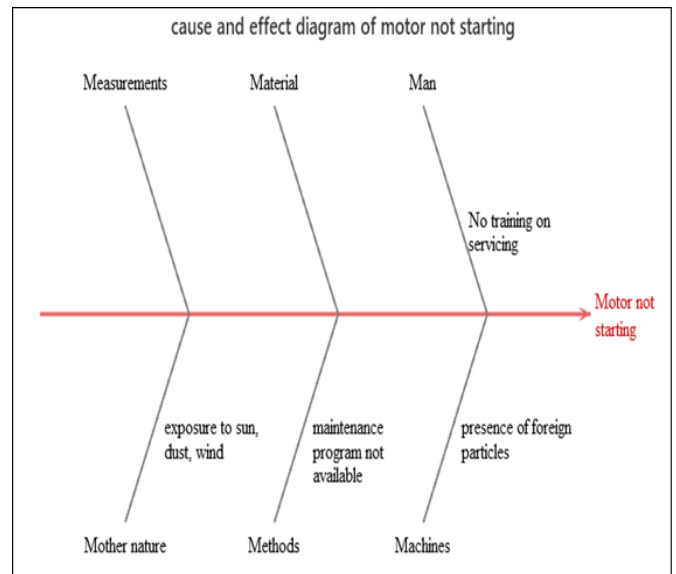 cause and effect diagram of motor not starting
Measurements
Material
Man
No training on
servicing
Motor not
starting
exposure to sun,
dust, wind
maintenance
program not
available
presence of foreign
particles
Mother nature
Methods
Machines